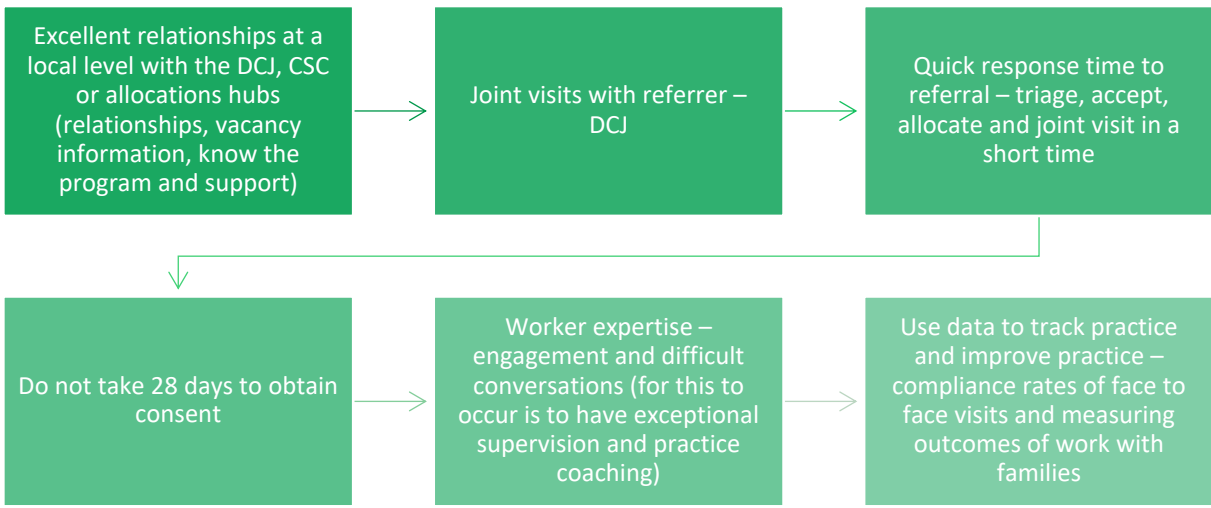 Excellent relationships at a
local level with the DCJ, CSC
or allocations hubs
(relationships, vacancy
information, know the
program and support)
Joint visits with referrer –
DCJ
Quick response time to
referral – triage, accept,
allocate and joint visit in a
short time
Do not take 28 days to obtain
consent
Worker expertise –
engagement and difficult
conversations (for this to
occur is to have exceptional
supervision and practice
coaching)
Use data to track practice
and improve practice –
compliance rates of face to
face visits and measuring
outcomes of work with
families